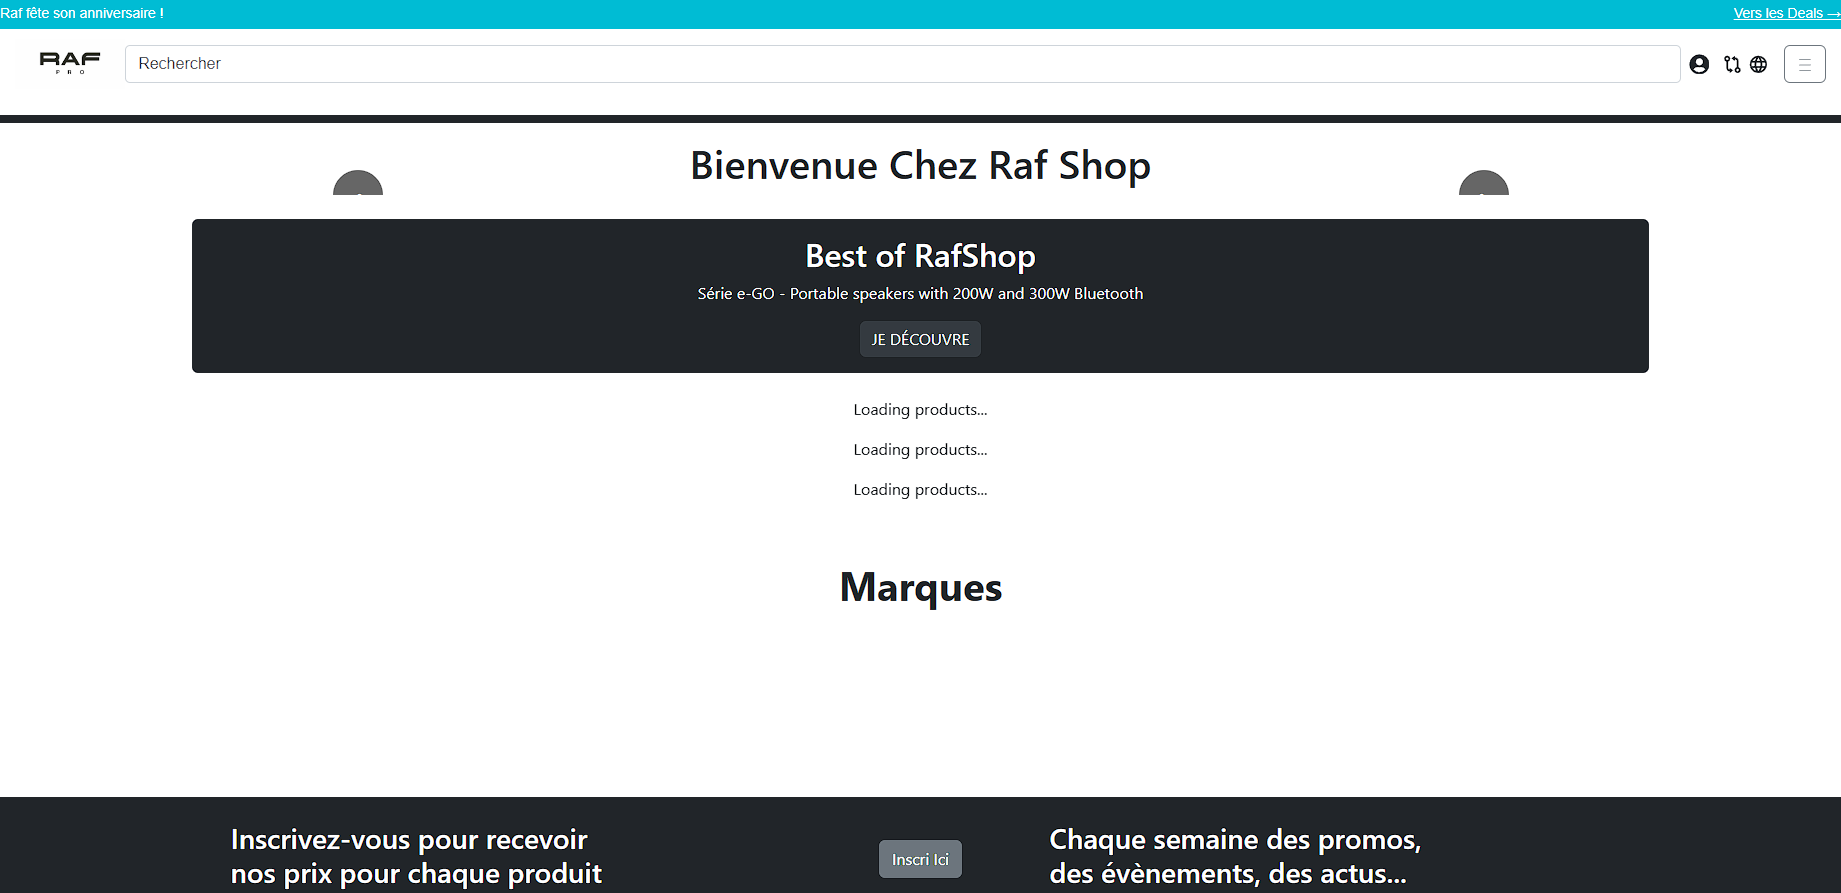 Raf fête son anniversaire !
Vers les Deals →
RAF
PRO
Rechercher
Bienvenue Chez Raf Shop
Best of RafShop
Série e-GO - Portable speakers with 200W and 300W Bluetooth
JE DÉCOUVRE
Loading products...
Loading products...
Loading products...
Marques
Inscrivez-vous pour recevoir
nos prix pour chaque produit
Inscri Ici
Chaque semaine des promos,
des évènements, des actus...